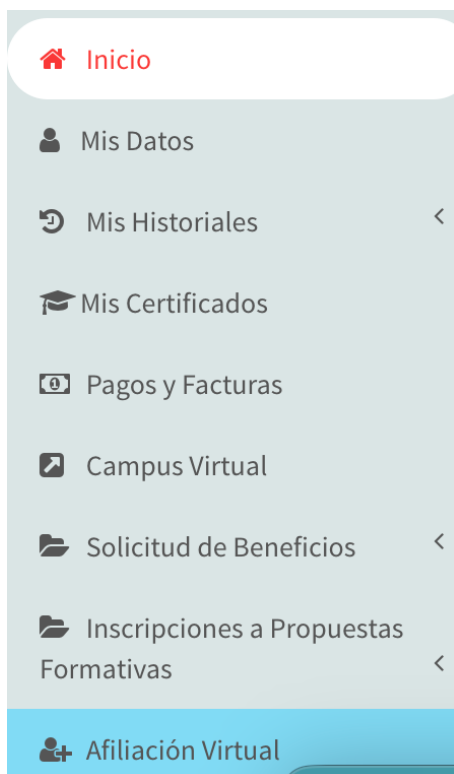 Inicio
Mis Datos
Mis Historiales
Mis Certificados
Pagos y Facturas
Campus Virtual
Solicitud de Beneficios
Inscripciones a Propuestas
Formativas
Afiliación Virtual